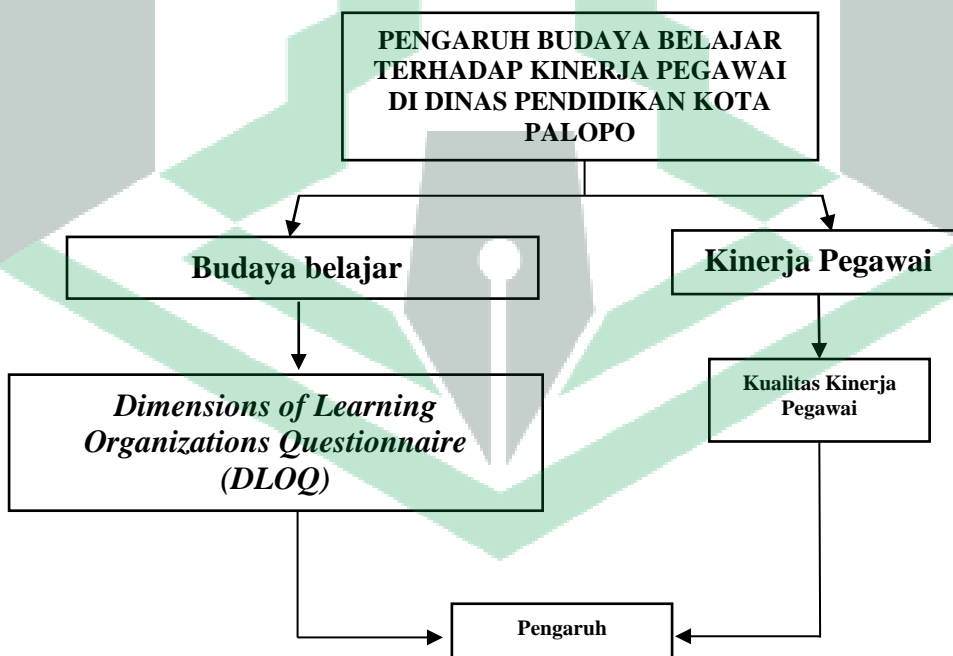 PENGARUH BUDAYA BELAJAR
TERHADAP KINERJA PEGAWAI
DI DINAS PENDIDIKAN KOTA
PALOPO
Budaya belajar
Kinerja Pegawai
Dimensions of Learning
Organizations Questionnaire
(DLOQ)
Kualitas Kinerja
Pegawai
Pengaruh